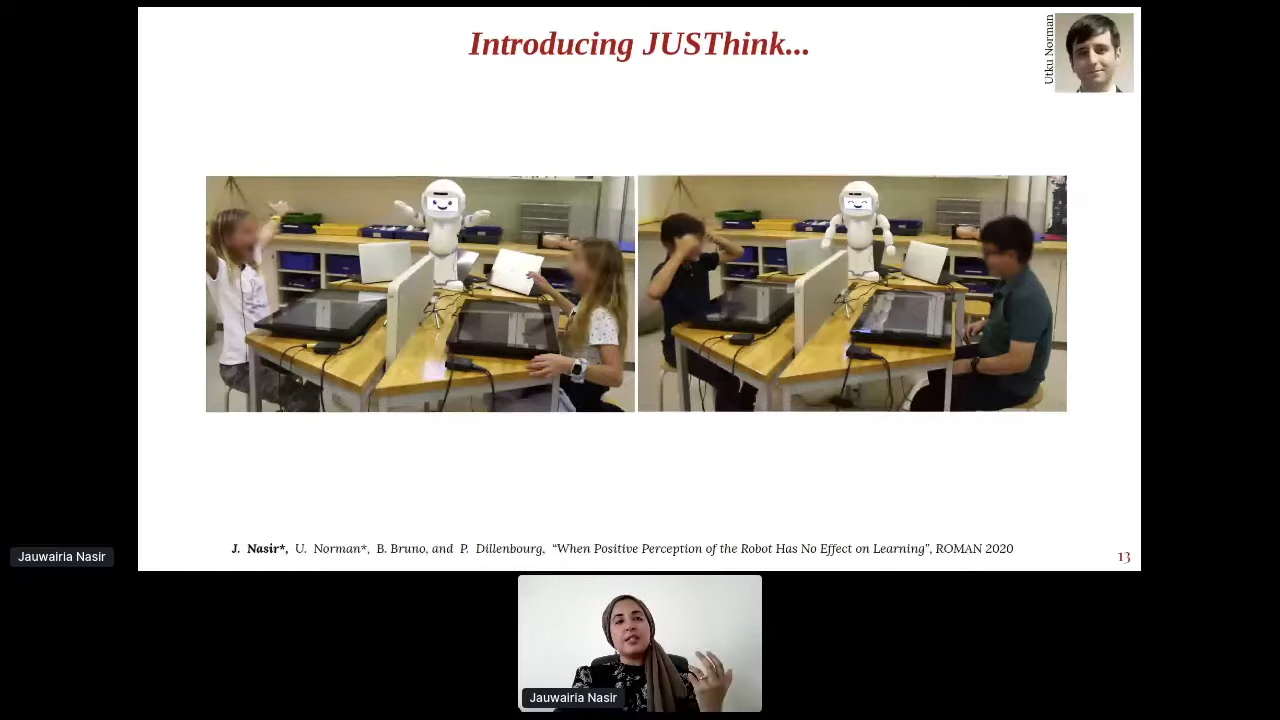 Introducing JUSThink...
Utku Norman
J. Nasir*, U. Norman*, B. Bruno, and P. Dillenbourg, “When Positive Perception of the Robot Has No Effect on Learning”, ROMAN 2020
13
Jauwairia Nasir
Jauwairia Nasir